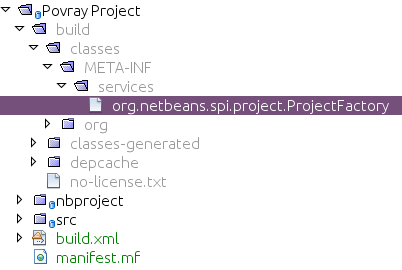 Povray Project
build
classes
META-INF
services
org.netbeans.spi.project.ProjectFactory
org
classes-generated
depcache
no-license.txt
nbproject
src
build.xml
manifest.mf